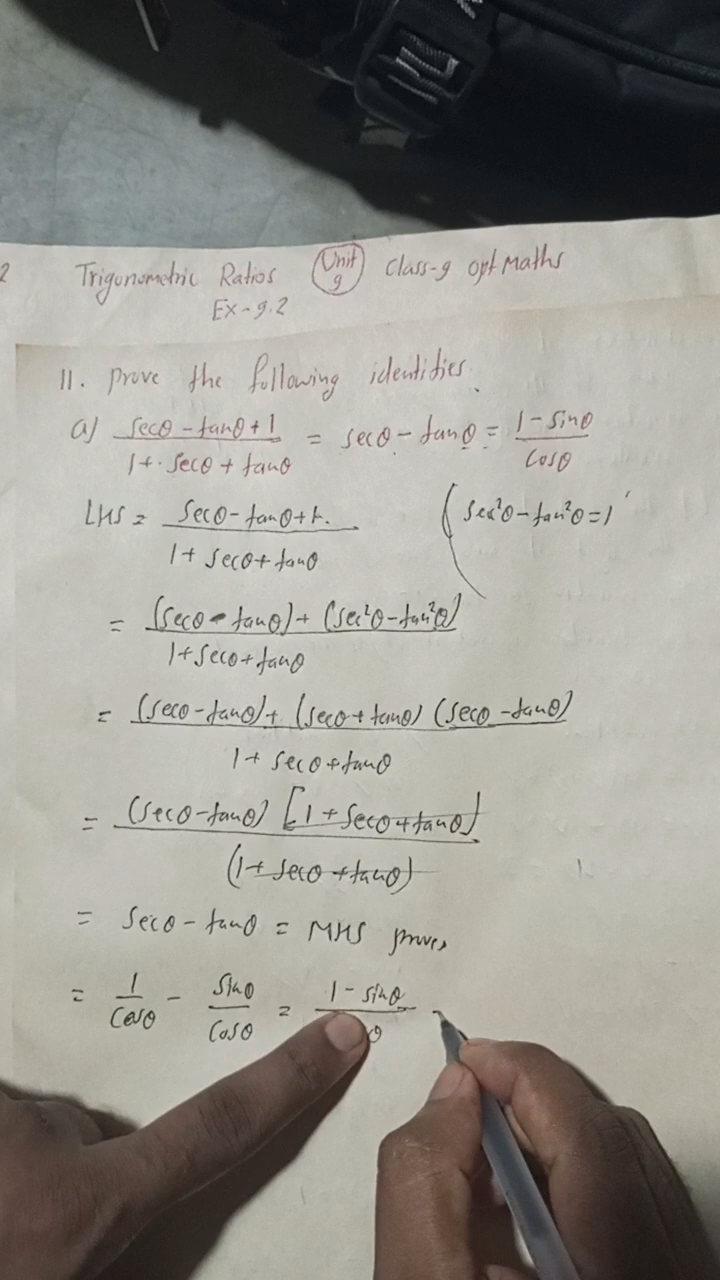 2
Trigonometric Ratios Unit 9 Class-9 Opt Maths
Ex-9.2
11. prove the following identities.
a) (secθ - tanθ + 1)/(1 + secθ + tanθ) = secθ - tanθ = (1 - sinθ)/cosθ
LHS = (secθ - tanθ + 1)/(1 + secθ + tanθ) (sec²θ - tan²θ = 1
= ((secθ - tanθ) + (sec²θ - tan²θ))/(1 + secθ + tanθ)
= ((secθ - tanθ) + (secθ + tanθ) (secθ - tanθ))/(1 + secθ + tanθ)
= ((secθ - tanθ) [1 + secθ + tanθ])/((1 + secθ + tanθ))
= secθ - tanθ = MHS prove,
= 1/cosθ - sinθ/cosθ = (1 - sinθ)/θ